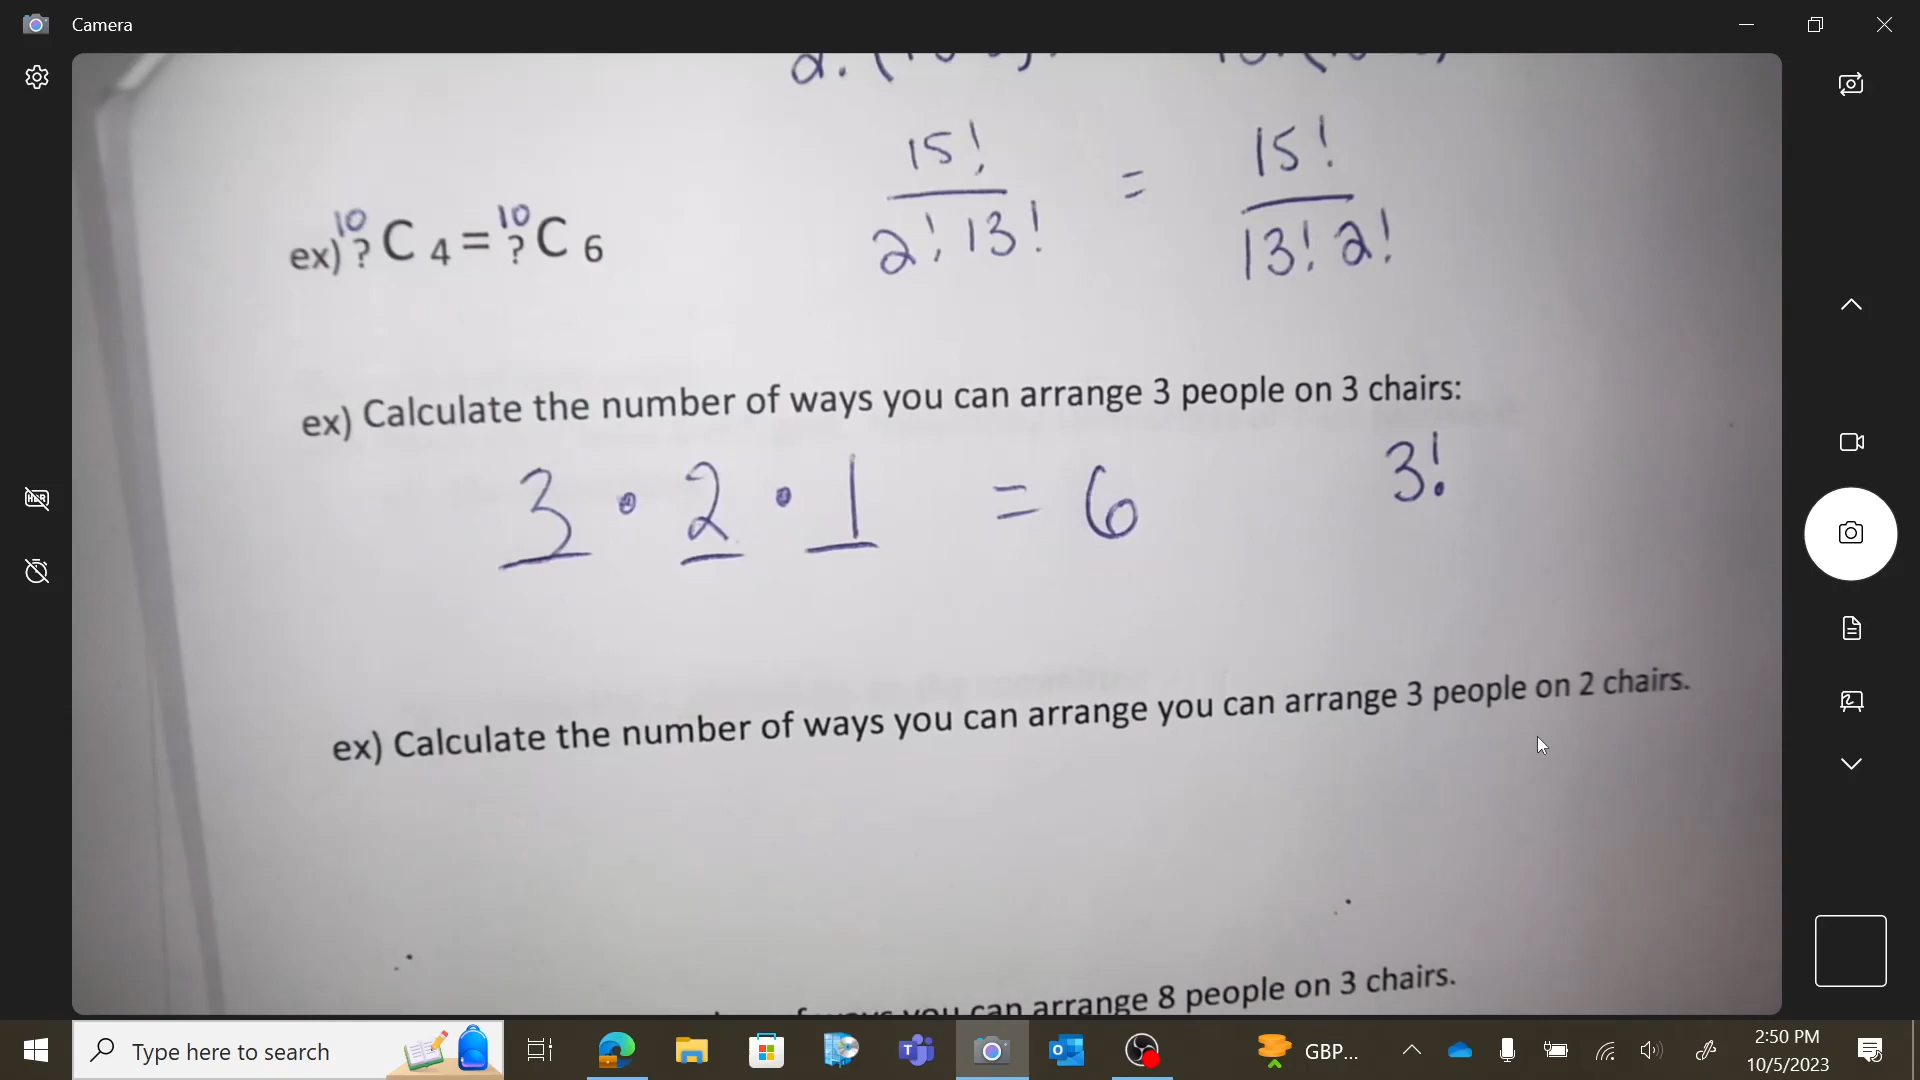 Camera
15! = 15!
2! 13! 13! 2!
10 10
ex) ? C 4 = ? C 6
ex) Calculate the number of ways you can arrange 3 people on 3 chairs:
3 · 2 · 1 = 6 3!
ex) Calculate the number of ways you can arrange you can arrange 3 people on 2 chairs.
you can arrange 8 people on 3 chairs.
Type here to search
GBP...
2:50 PM
10/5/2023